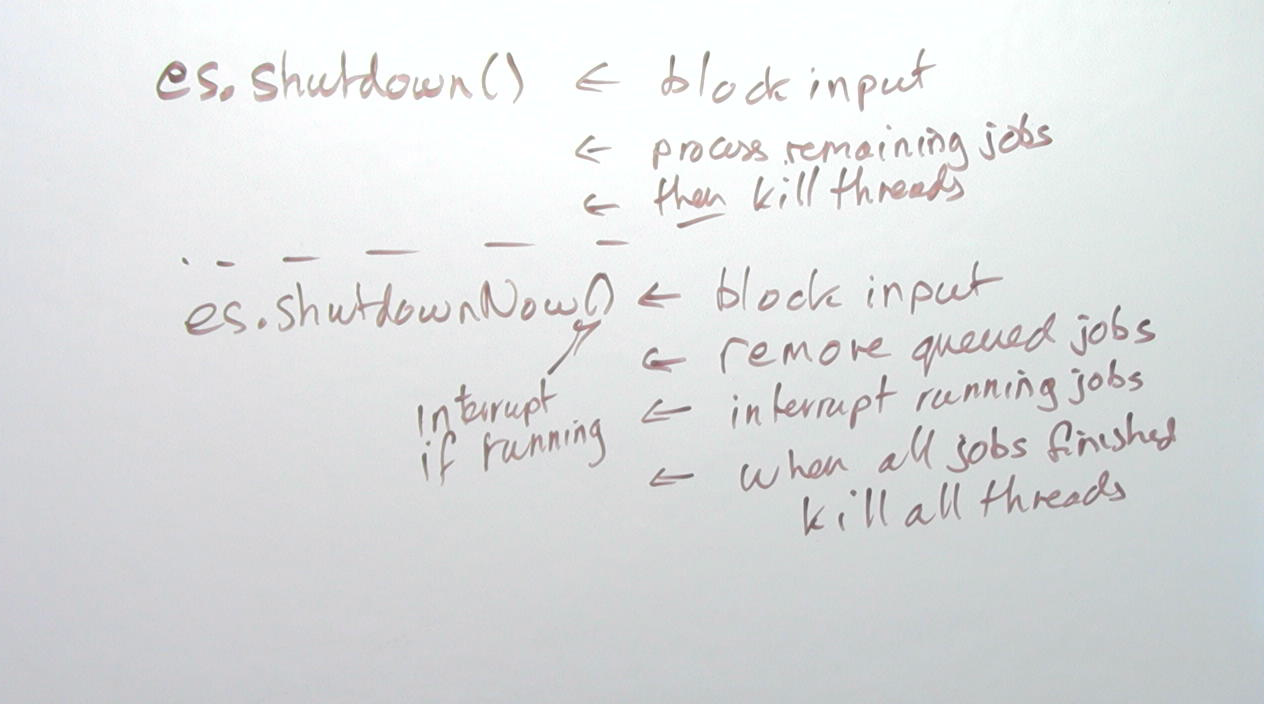 es.shutdown() ← block input
← process remaining jobs
← then kill threads
es.shutdownNow() ← block input
← remove queued jobs
Interrupt ← interrupt running jobs
if running ← when all jobs finished
kill all threads